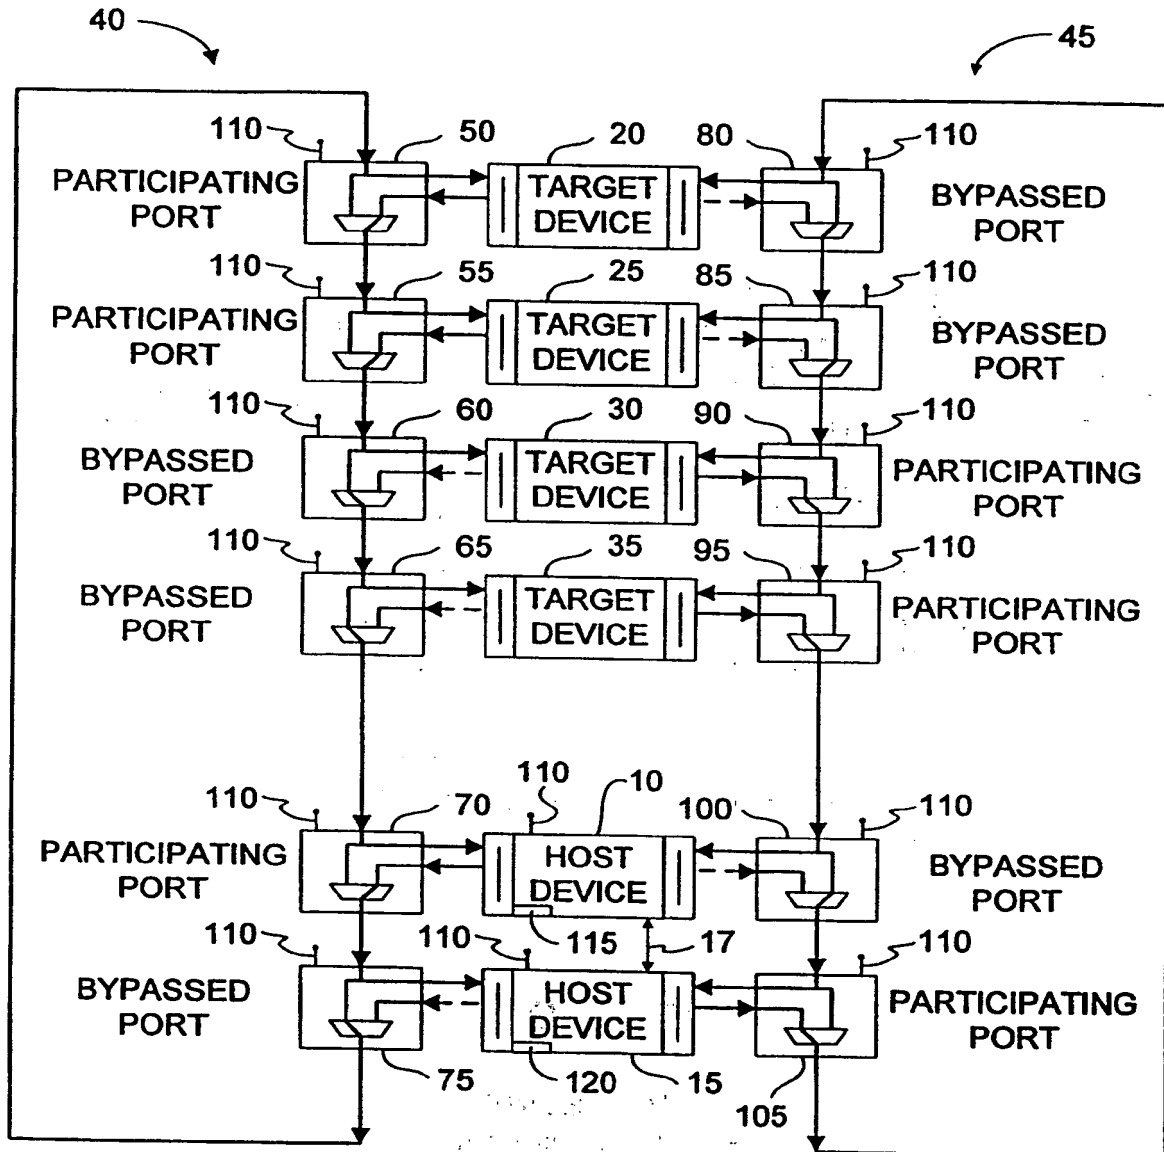 40
45
110
50
20
80
110
PARTICIPATING
PORT
TARGET
DEVICE
BYPASSED
PORT
110
55
25
85
110
PARTICIPATING
PORT
TARGET
DEVICE
BYPASSED
PORT
110
60
30
90
110
BYPASSED
PORT
TARGET
DEVICE
PARTICIPATING
PORT
110
65
35
95
110
BYPASSED
PORT
TARGET
DEVICE
PARTICIPATING
PORT
110
70
110
10
100
110
PARTICIPATING
PORT
HOST
DEVICE
BYPASSED
PORT
115
17
110
110
110
BYPASSED
PORT
HOST
DEVICE
PARTICIPATING
PORT
75
120
15
105